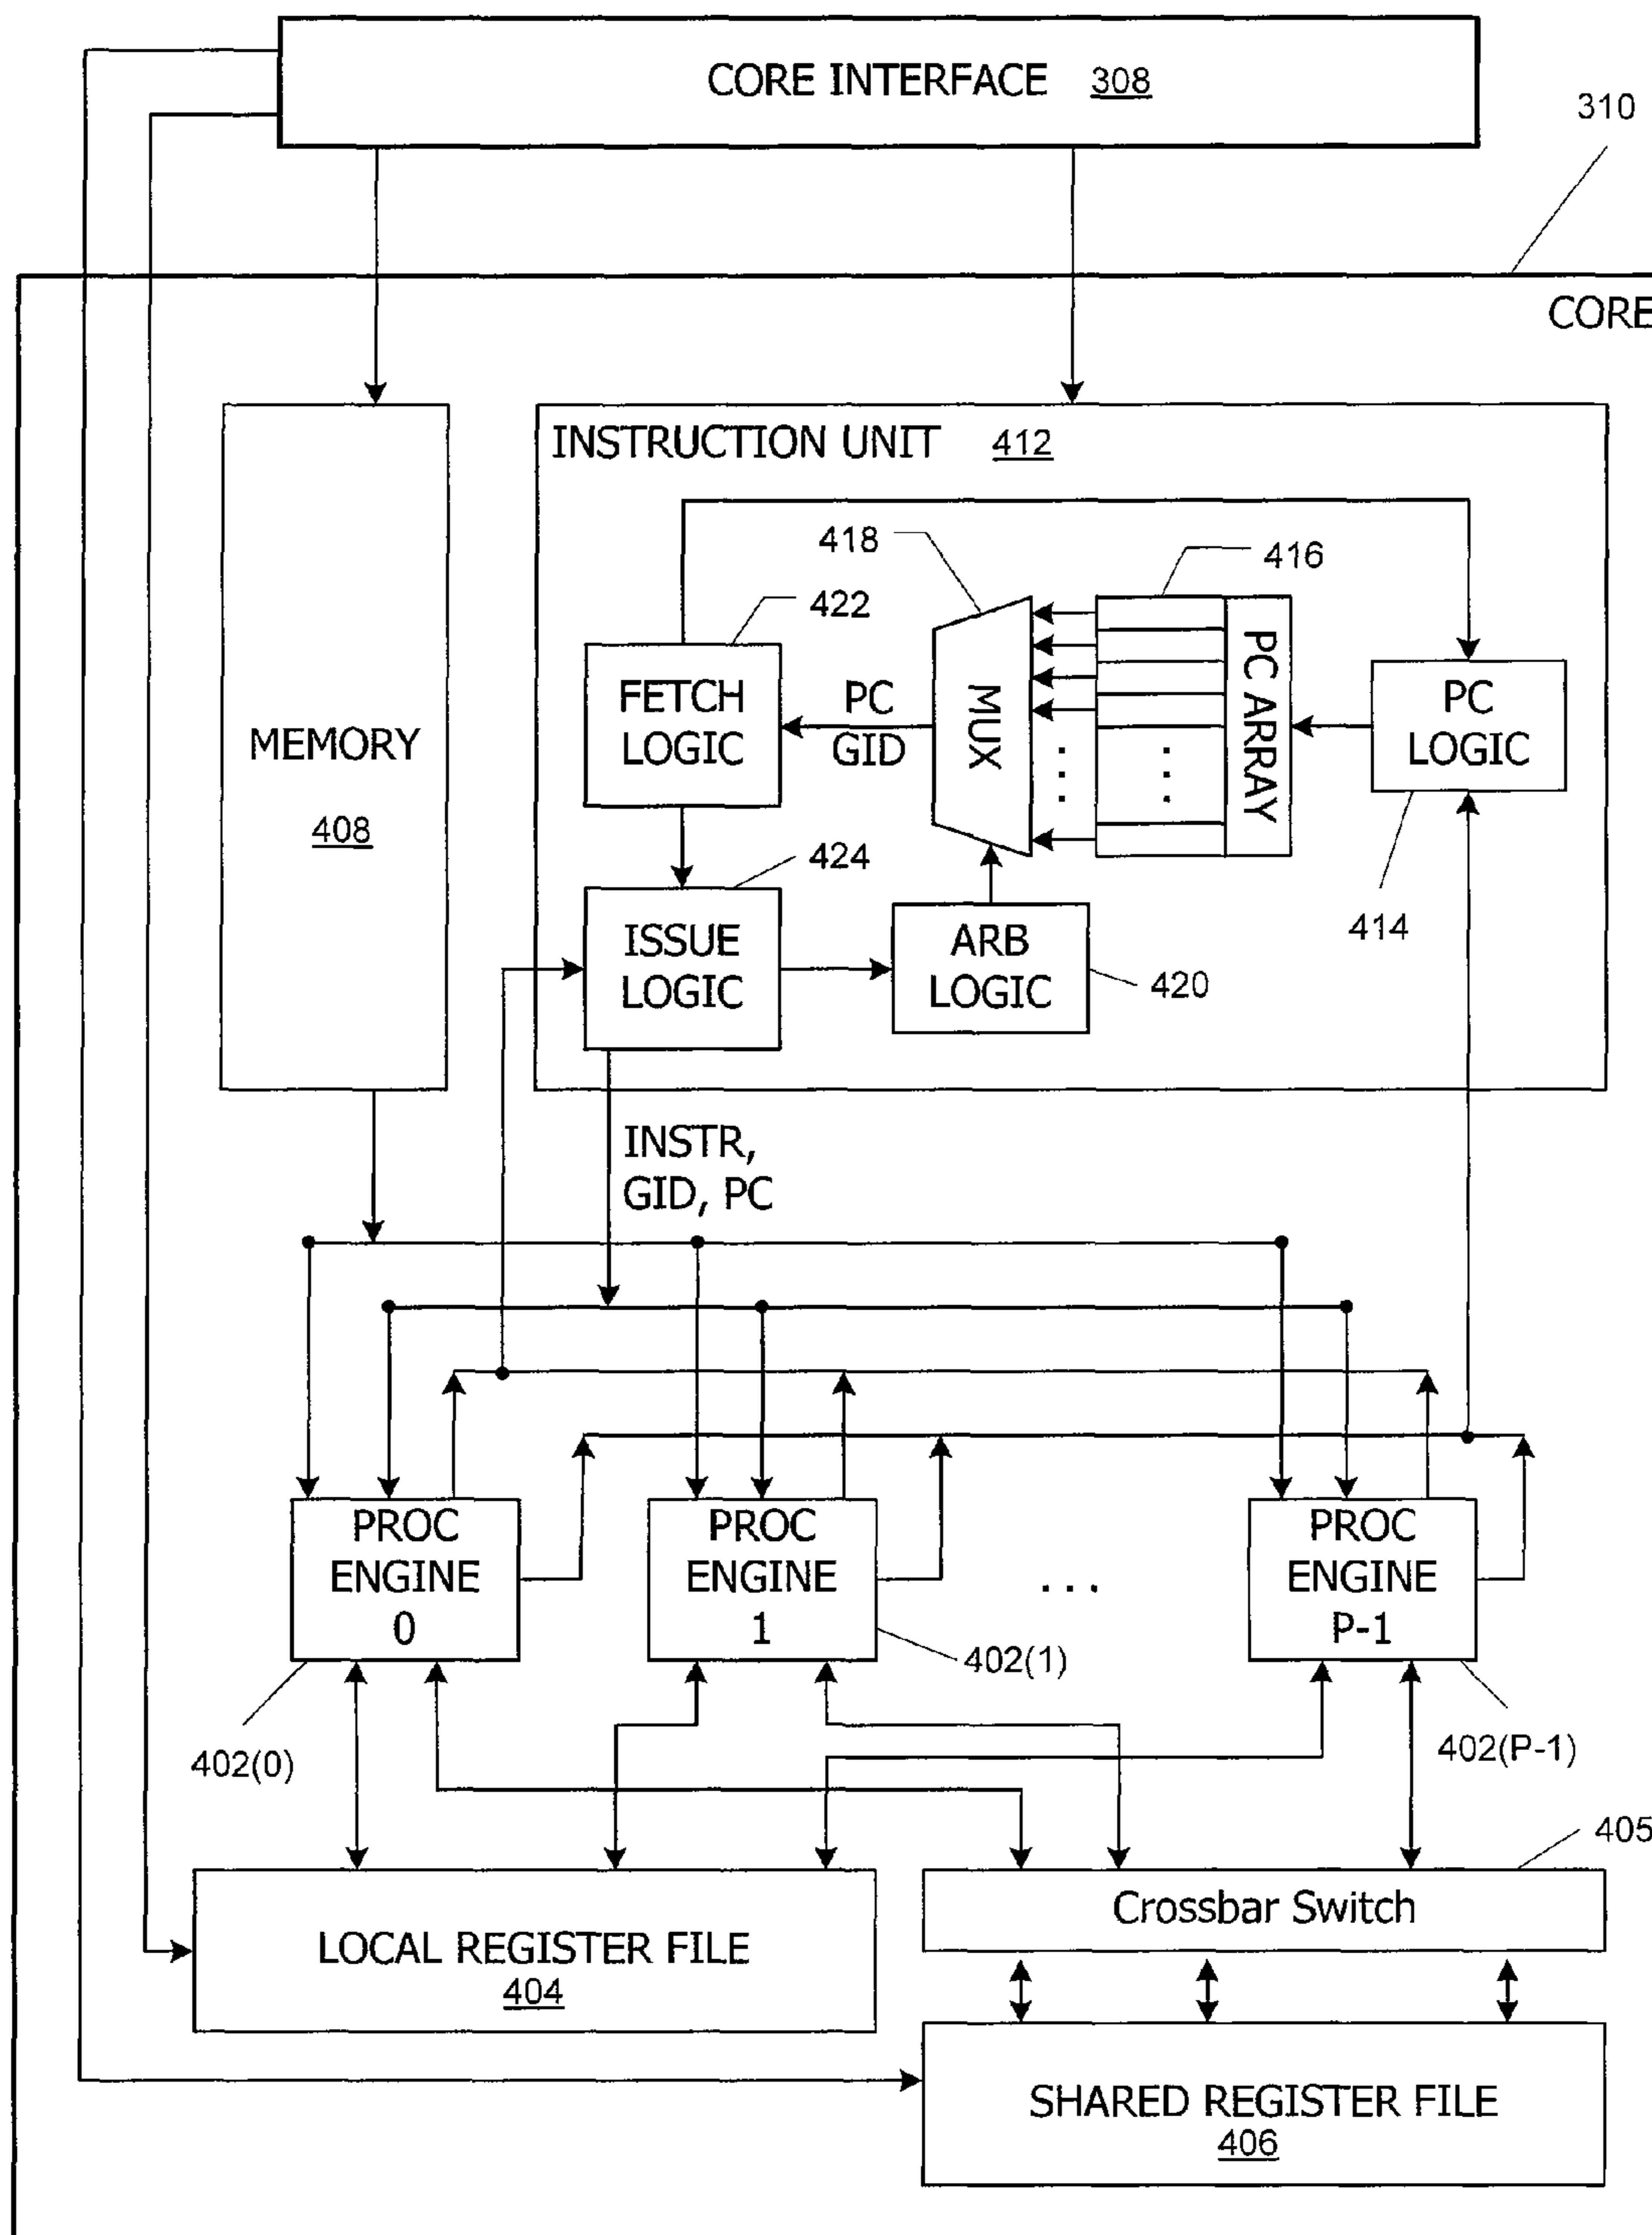 CORE INTERFACE 308
310
CORE
INSTRUCTION UNIT 412
418
416
422
FETCH
LOGIC
PC
GID
MUX
PC ARRAY
PC
LOGIC
MEMORY
408
424
414
ISSUE
LOGIC
ARB
LOGIC
420
INSTR,
GID, PC
PROC
ENGINE
0
PROC
ENGINE
1
...
PROC
ENGINE
P-1
402(0)
402(1)
402(P-1)
405
Crossbar Switch
LOCAL REGISTER FILE
404
SHARED REGISTER FILE
406